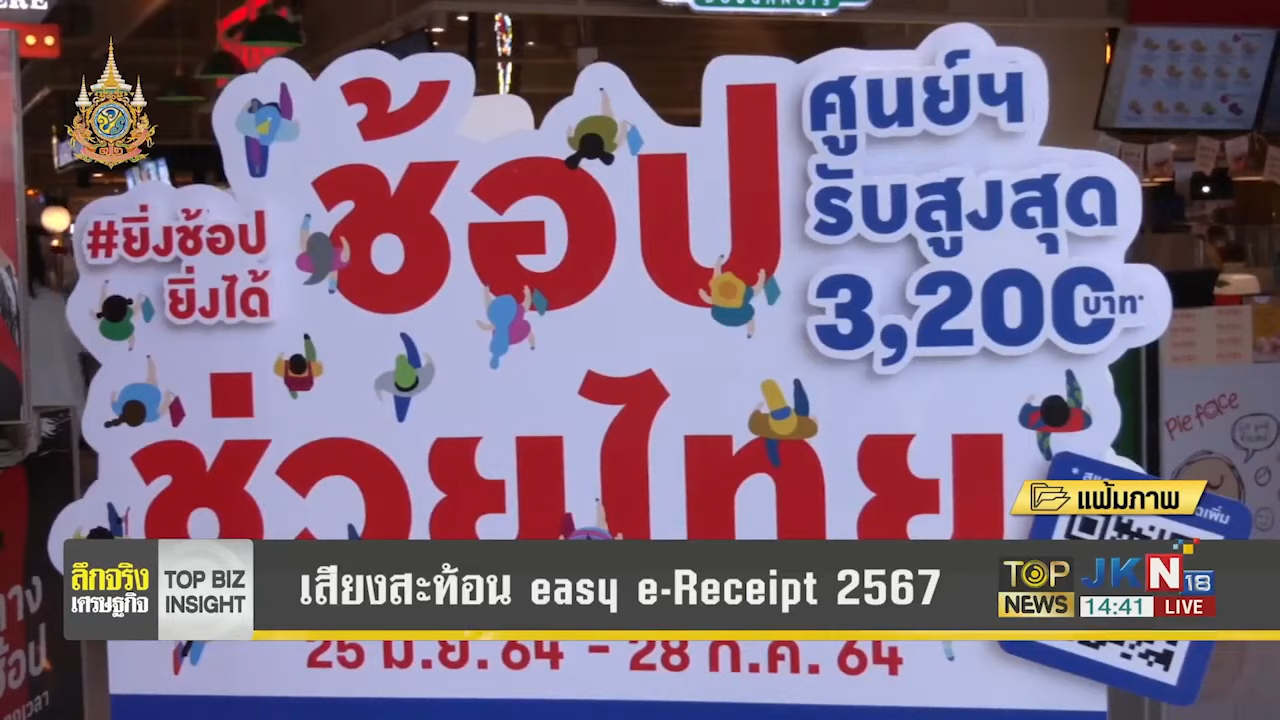 DOUGHNUTS
ช้อป
ช่วยไทย
#ยิ่งช้อป
ยิ่งได้
ศูนย์ฯ
รับสูงสุด
3,200 บาท*
Pie face
แฟ้มภาพ
ลึกจริง
เศรษฐกิจ
TOP BIZ
INSIGHT
เสียงสะท้อน easy e-Receipt 2567
TOP
NEWS
JKN18
14:41 LIVE
25 มิ.ย. 64 - 28 ก.ค. 64